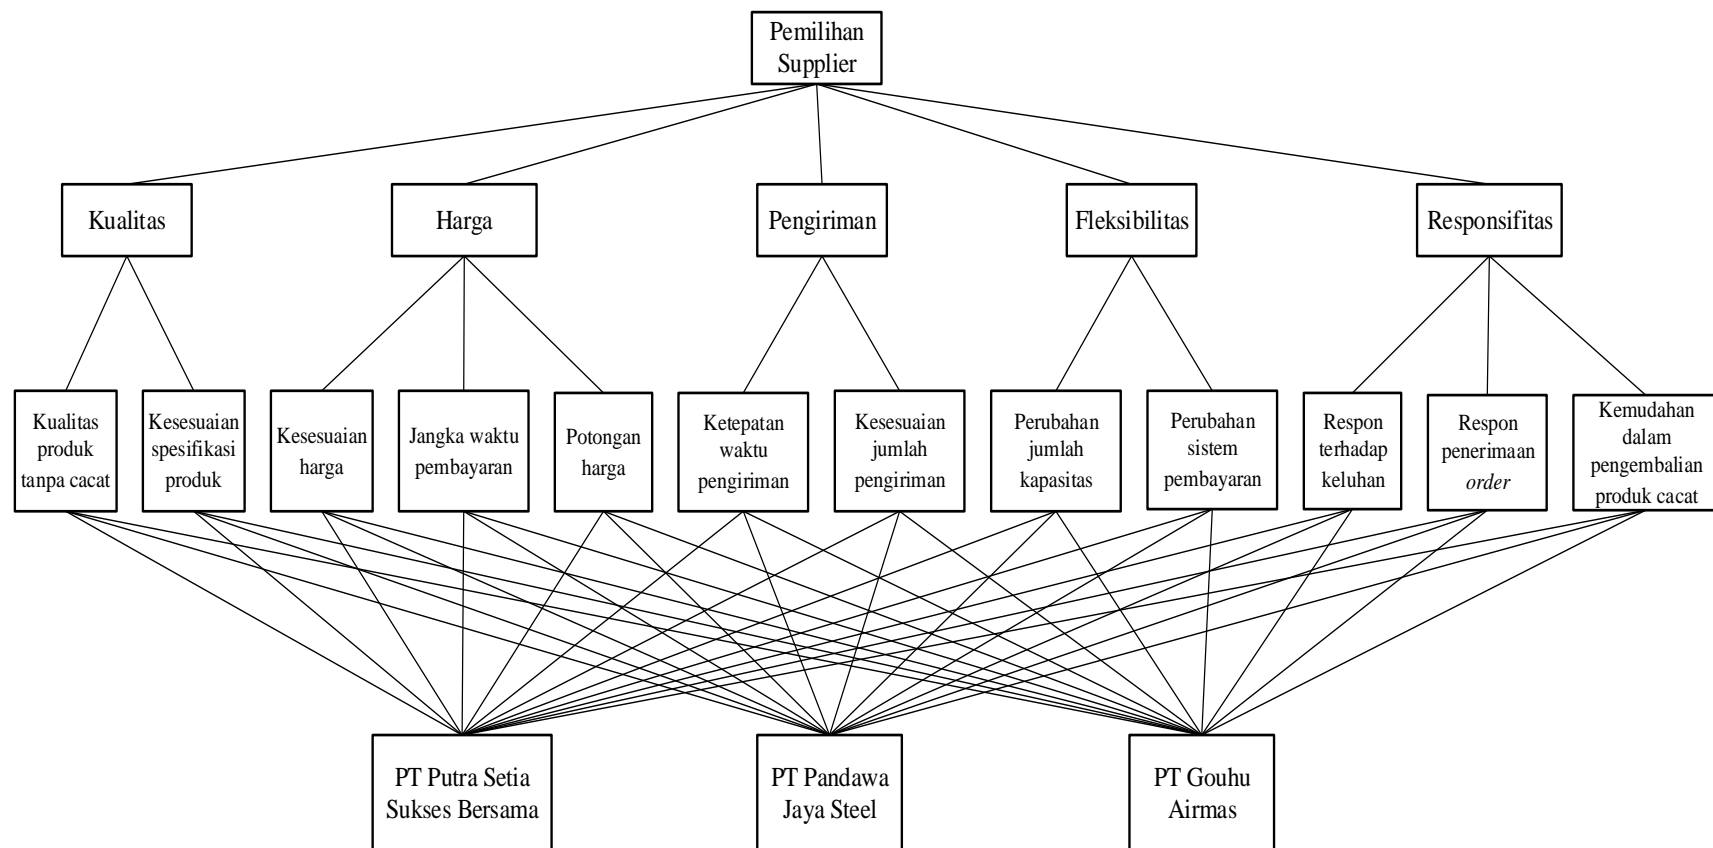 Pemilihan
Supplier
Kualitas
Harga
Pengiriman
Fleksibilitas
Responsifitas
Kualitas
produk
tanpa cacat
Kesesuaian
spesifikasi
produk
Kesesuaian
harga
Jangka waktu
pembayaran
Potongan
harga
Ketepatan
waktu
pengiriman
Kesesuaian
jumlah
pengiriman
Perubahan
jumlah
kapasitas
Perubahan
sistem
pembayaran
Respon
terhadap
keluhan
Respon
penerimaan
order
Kemudahan
dalam
pengembalian
produk cacat
PT Putra Setia
Sukses Bersama
PT Pandawa
Jaya Steel
PT Gouhu
Airmas